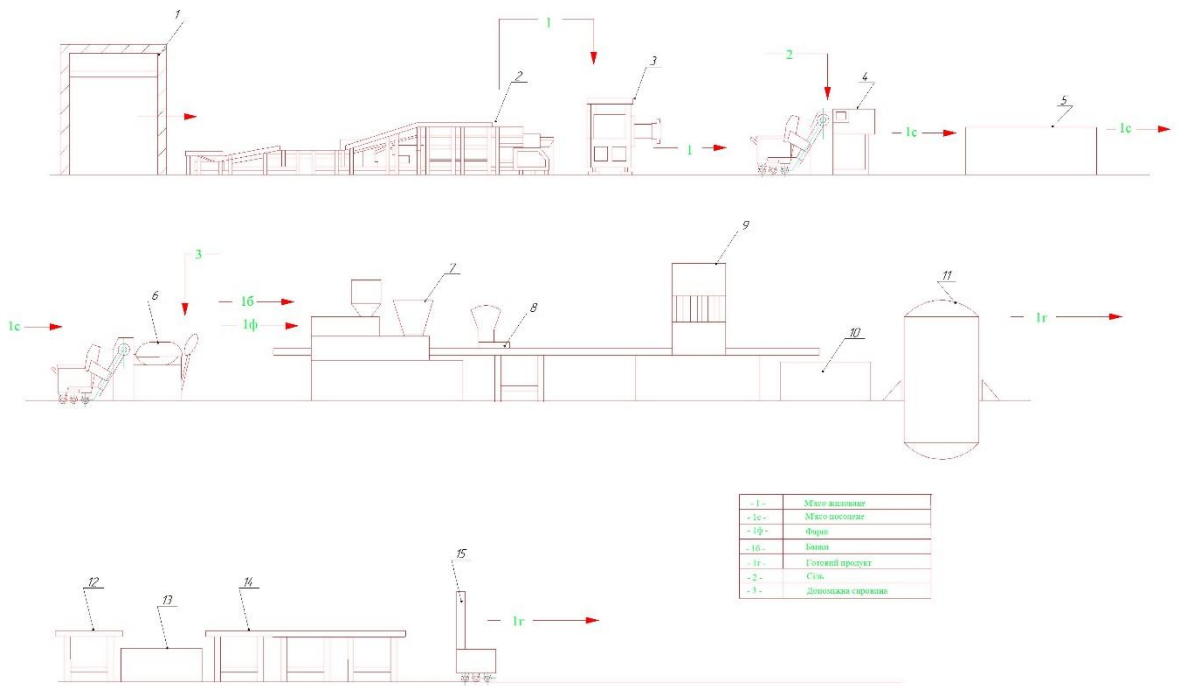 1
1
2
3
2
4
5
1с
1с
1
3
6
1б
1с
1ф
7
8
9
10
11
1г
- 1 - М'ясо жиловане
- 1с - М'ясо посолене
- 1ф - Фарш
- 1б - Банки
- 1г - Готовий продукт
- 2 - Сіль
- 3 - Допоміжна сировина
12
13
14
15
1г